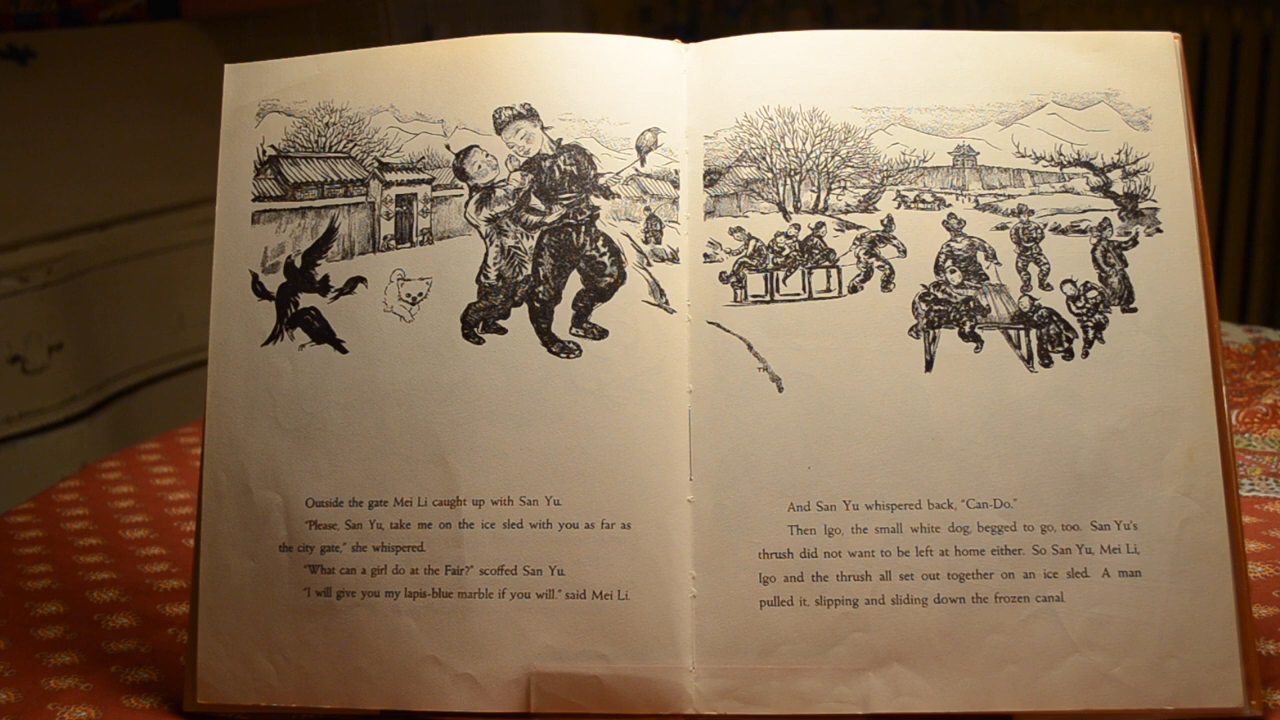 Outside the gate Mei Li caught up with San Yu.
"Please, San Yu, take me on the ice sled with you as far as
the city gate," she whispered.
"What can a girl do at the Fair?" scoffed San Yu.
"I will give you my lapis-blue marble if you will," said Mei Li.
And San Yu whispered back, "Can-Do."
Then Igo, the small white dog, begged to go, too. San Yu's
thrush did not want to be left at home either. So San Yu, Mei Li,
Igo and the thrush all set out together on an ice sled. A man
pulled it, slipping and sliding down the frozen canal.